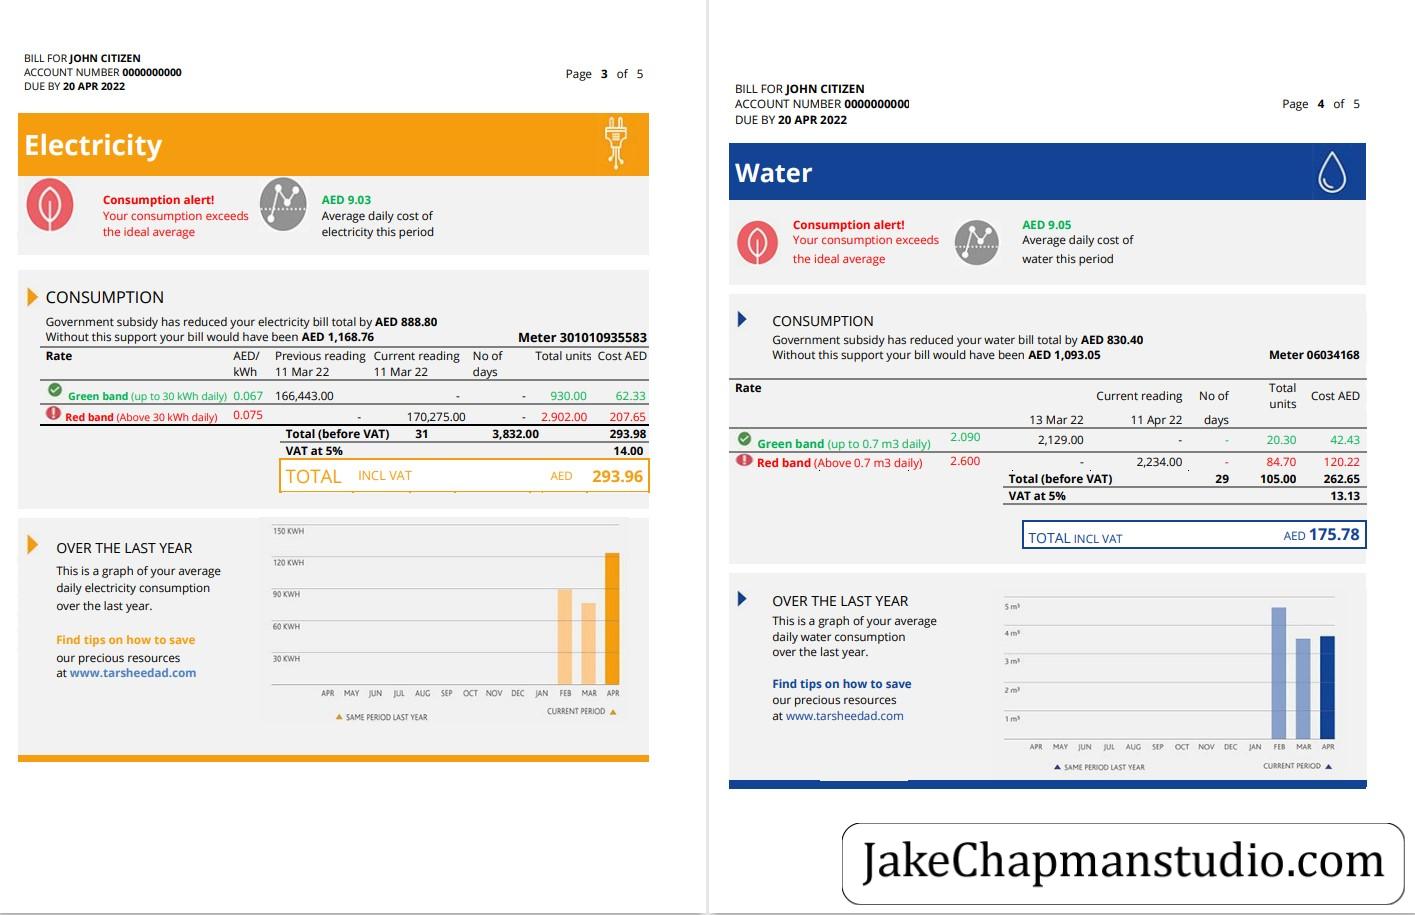 BILL FOR JOHN CITIZEN
ACCOUNT NUMBER 0000000000
DUE BY 20 APR 2022
Page 3 of 5
Electricity
Consumption alert!
Your consumption exceeds
the ideal average
AED 9.03
Average daily cost of
electricity this period
CONSUMPTION
Government subsidy has reduced your electricity bill total by AED 888.80
Without this support your bill would have been AED 1,168.76
Meter 301010935583
Rate AED/ Previous reading Current reading No of Total units Cost AED
kWh 11 Mar 22 11 Mar 22 days
Green band (up to 30 kWh daily) 0.067 166,443.00 - - 930.00 62.33
Red band (Above 30 kWh daily) 0.075 - 170,275.00 - 2.902.00 207.65
Total (before VAT) 31 3,832.00 293.98
VAT at 5% 14.00
TOTAL INCL VAT AED 293.96
OVER THE LAST YEAR
This is a graph of your average
daily electricity consumption
over the last year.
Find tips on how to save
our precious resources
at www.tarsheedad.com
150 KWH
120 KWH
90 KWH
60 KWH
30 KWH
APR MAY JUN JUL AUG SEP OCT NOV DEC JAN FEB MAR APR
SAME PERIOD LAST YEAR
CURRENT PERIOD
BILL FOR JOHN CITIZEN
ACCOUNT NUMBER 0000000000
DUE BY 20 APR 2022
Page 4 of 5
Water
Consumption alert!
Your consumption exceeds
the ideal average
AED 9.05
Average daily cost of
water this period
CONSUMPTION
Government subsidy has reduced your water bill total by AED 830.40
Without this support your bill would have been AED 1,093.05
Meter 06034168
Rate Current reading No of Total units Cost AED
13 Mar 22 11 Apr 22 days
Green band (up to 0.7 m3 daily) 2.090 2,129.00 - - 20.30 42.43
Red band (Above 0.7 m3 daily) 2.600 - 2,234.00 - 84.70 120.22
Total (before VAT) 29 105.00 262.65
VAT at 5% 13.13
TOTAL INCL VAT AED 175.78
OVER THE LAST YEAR
This is a graph of your average
daily water consumption
over the last year.
Find tips on how to save
our precious resources
at www.tarsheedad.com
5 m³
4 m³
3 m³
2 m³
1 m³
APR MAY JUN JUL AUG SEP OCT NOV DEC JAN FEB MAR APR
SAME PERIOD LAST YEAR
CURRENT PERIOD
JakeChapmanstudio.com